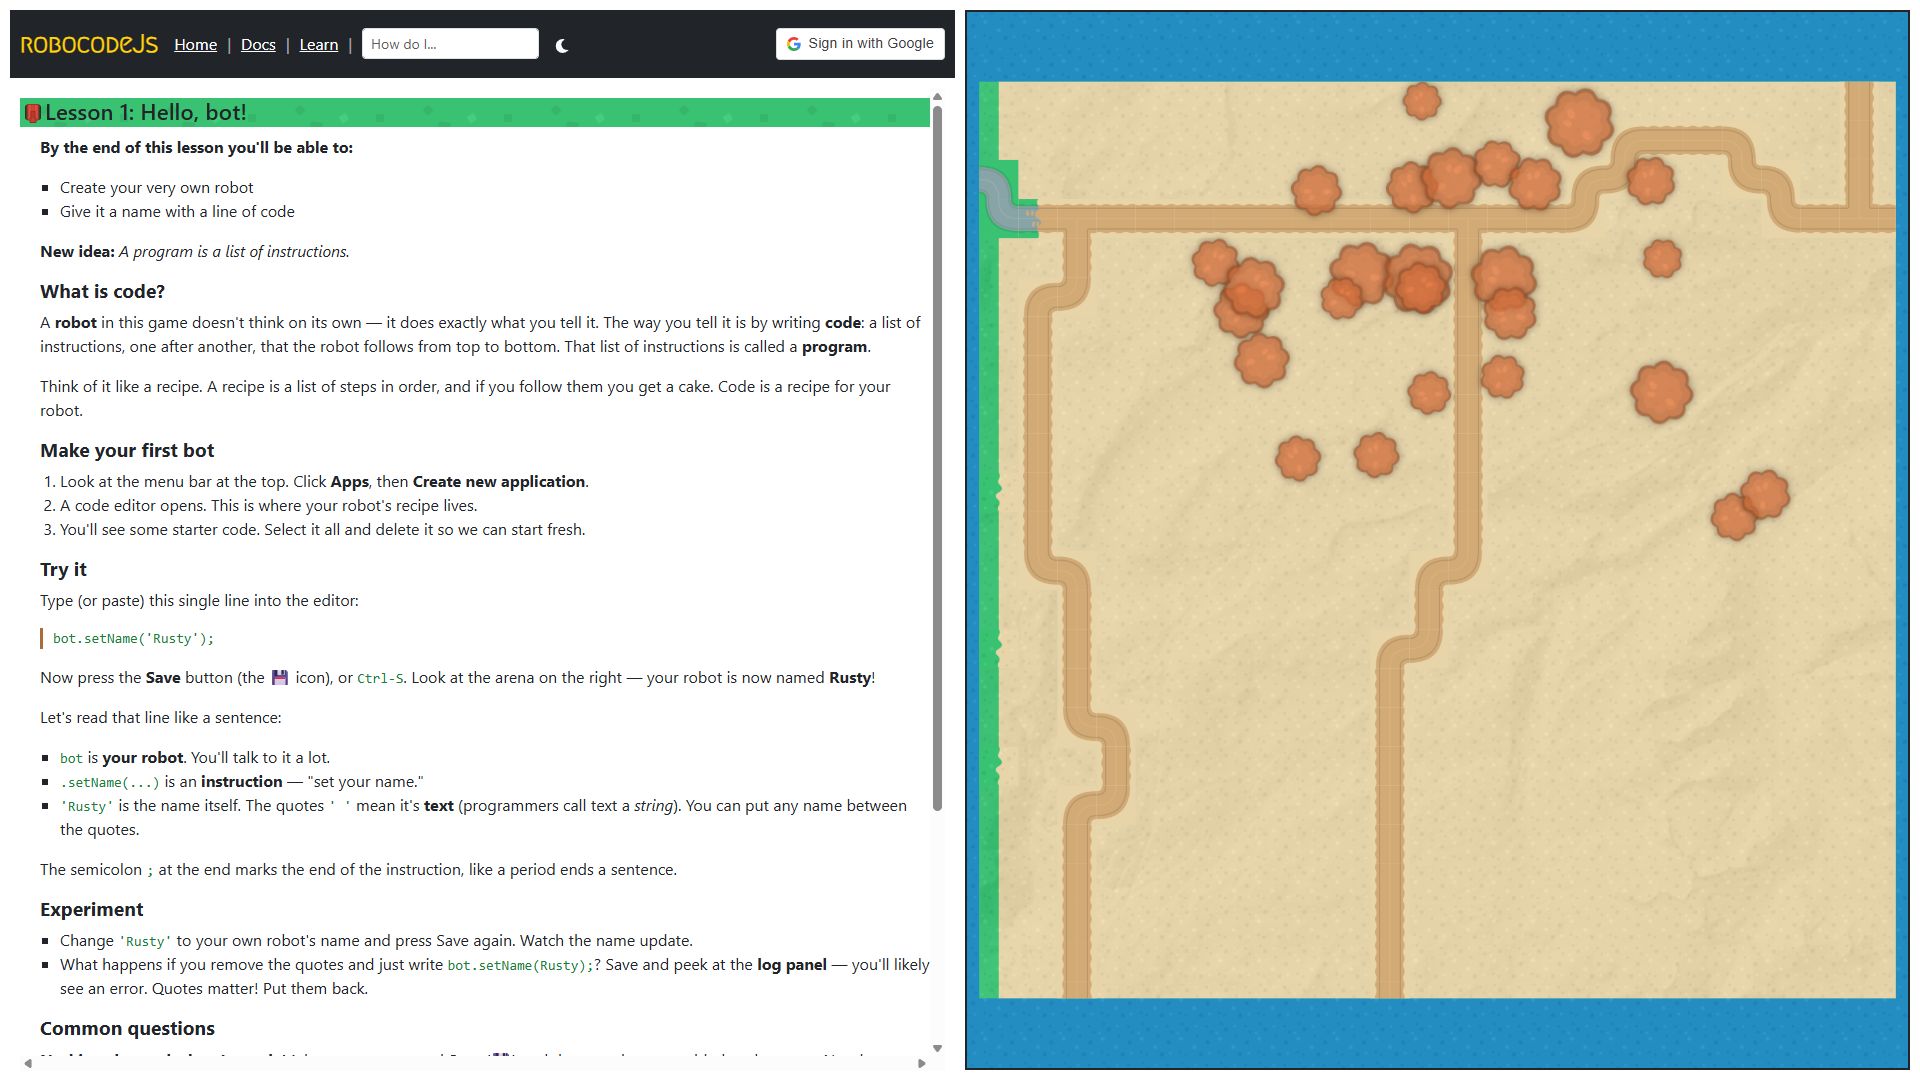 ROBOCODEJS Home | Docs | Learn | How do I... Sign in with Google
Lesson 1: Hello, bot!
By the end of this lesson you'll be able to:
Create your very own robot
Give it a name with a line of code
New idea: A program is a list of instructions.
What is code?
A robot in this game doesn't think on its own — it does exactly what you tell it. The way you tell it is by writing code: a list of
instructions, one after another, that the robot follows from top to bottom. That list of instructions is called a program.
Think of it like a recipe. A recipe is a list of steps in order, and if you follow them you get a cake. Code is a recipe for your
robot.
Make your first bot
1. Look at the menu bar at the top. Click Apps, then Create new application.
2. A code editor opens. This is where your robot's recipe lives.
3. You'll see some starter code. Select it all and delete it so we can start fresh.
Try it
Type (or paste) this single line into the editor:
bot.setName('Rusty');
Now press the Save button (the 💾 icon), or Ctrl-S. Look at the arena on the right — your robot is now named Rusty!
Let's read that line like a sentence:
bot is your robot. You'll talk to it a lot.
.setName(...) is an instruction — "set your name."
'Rusty' is the name itself. The quotes ' ' mean it's text (programmers call text a string). You can put any name between
the quotes.
The semicolon ; at the end marks the end of the instruction, like a period ends a sentence.
Experiment
Change 'Rusty' to your own robot's name and press Save again. Watch the name update.
What happens if you remove the quotes and just write bot.setName(Rusty);? Save and peek at the log panel — you'll likely
see an error. Quotes matter! Put them back.
Common questions